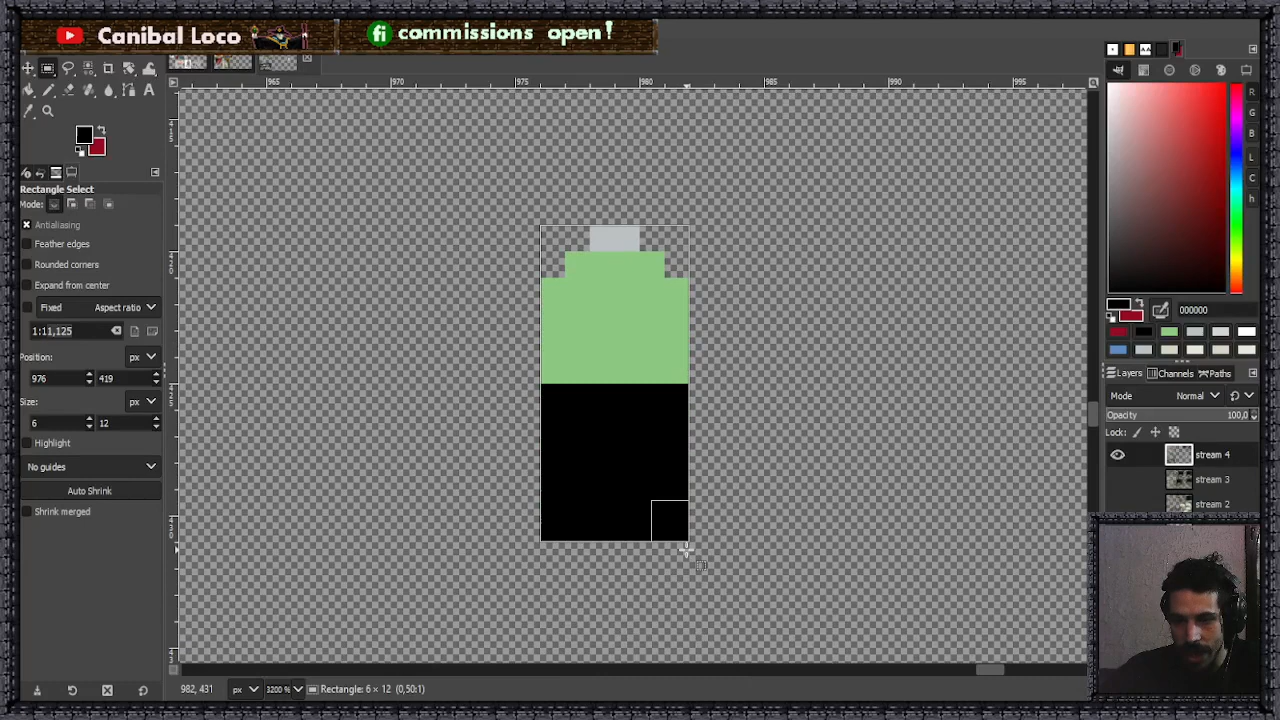 Canibal Loco
fi commissions open!
965
970
975
980
985
990
995
Rectangle Select
Mode:
Antialiasing
Feather edges
Rounded corners
Expand from center
Fixed Aspect ratio
1:11,125
Position: px
976 419
Size: px
6 12
Highlight
No guides
Auto Shrink
Shrink merged
R
G
B
L
C
h
000000
Layers Channels Paths
Mode Normal
Opacity 100,0
Lock:
stream 4
stream 3
stream 2
982, 431 px 3200 % Rectangle: 6 × 12 (0,50:1)